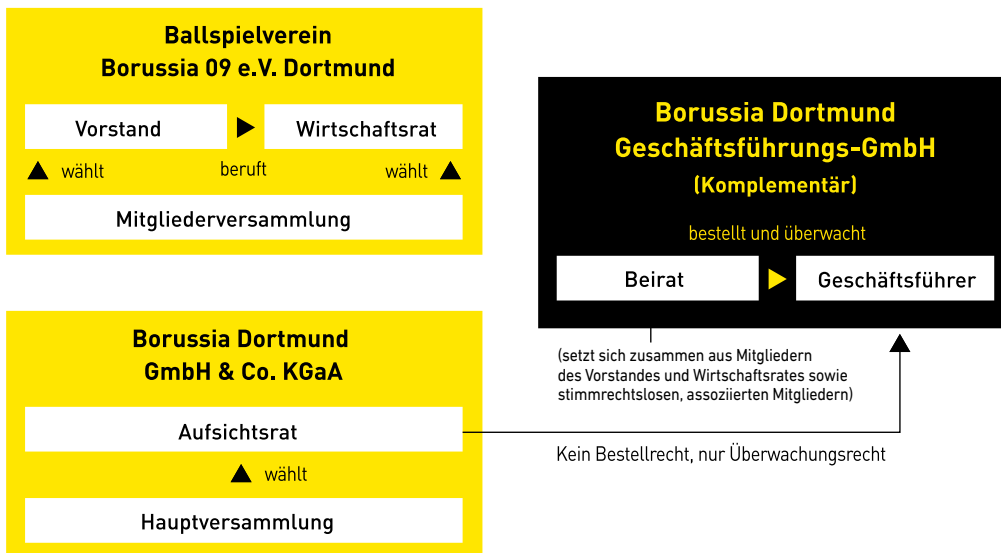 Ballspielverein
Borussia 09 e.V. Dortmund
Vorstand
Wirtschaftsrat
wählt
beruft
wählt
Mitgliederversammlung
Borussia Dortmund
Geschäftsführungs-GmbH
(Komplementär)
bestellt und überwacht
Beirat
Geschäftsführer
(setzt sich zusammen aus Mitgliedern
des Vorstandes und Wirtschaftsrates sowie
stimmrechtslosen, assoziierten Mitgliedern)
Borussia Dortmund
GmbH & Co. KGaA
Aufsichtsrat
Kein Bestellrecht, nur Überwachungsrecht
wählt
Hauptversammlung